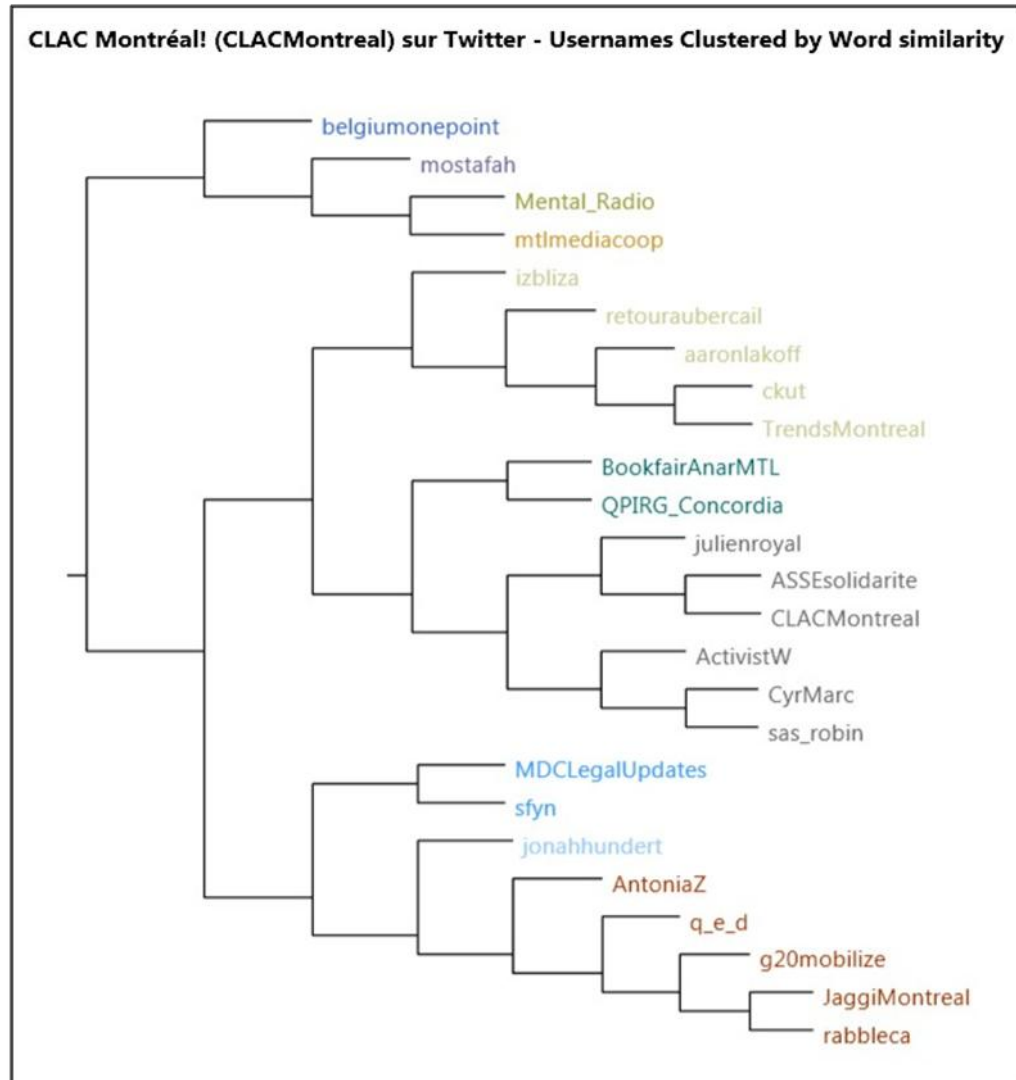 CLAC Montréal! (CLACMontreal) sur Twitter - Usernames Clustered by Word similarity
belgiumonepoint
mostafah
Mental_Radio
mtlmediacoop
izbliza
retouraubercail
aaronlakoff
ckut
TrendsMontreal
BookfairAnarMTL
QPIRG_Concordia
julienroyal
ASSEsolidarite
CLACMontreal
ActivistW
CyrMarc
sas_robin
MDCLegalUpdates
sfyn
jonahhundert
AntoniaZ
q_e_d
g20mobilize
JaggiMontreal
rabbleca